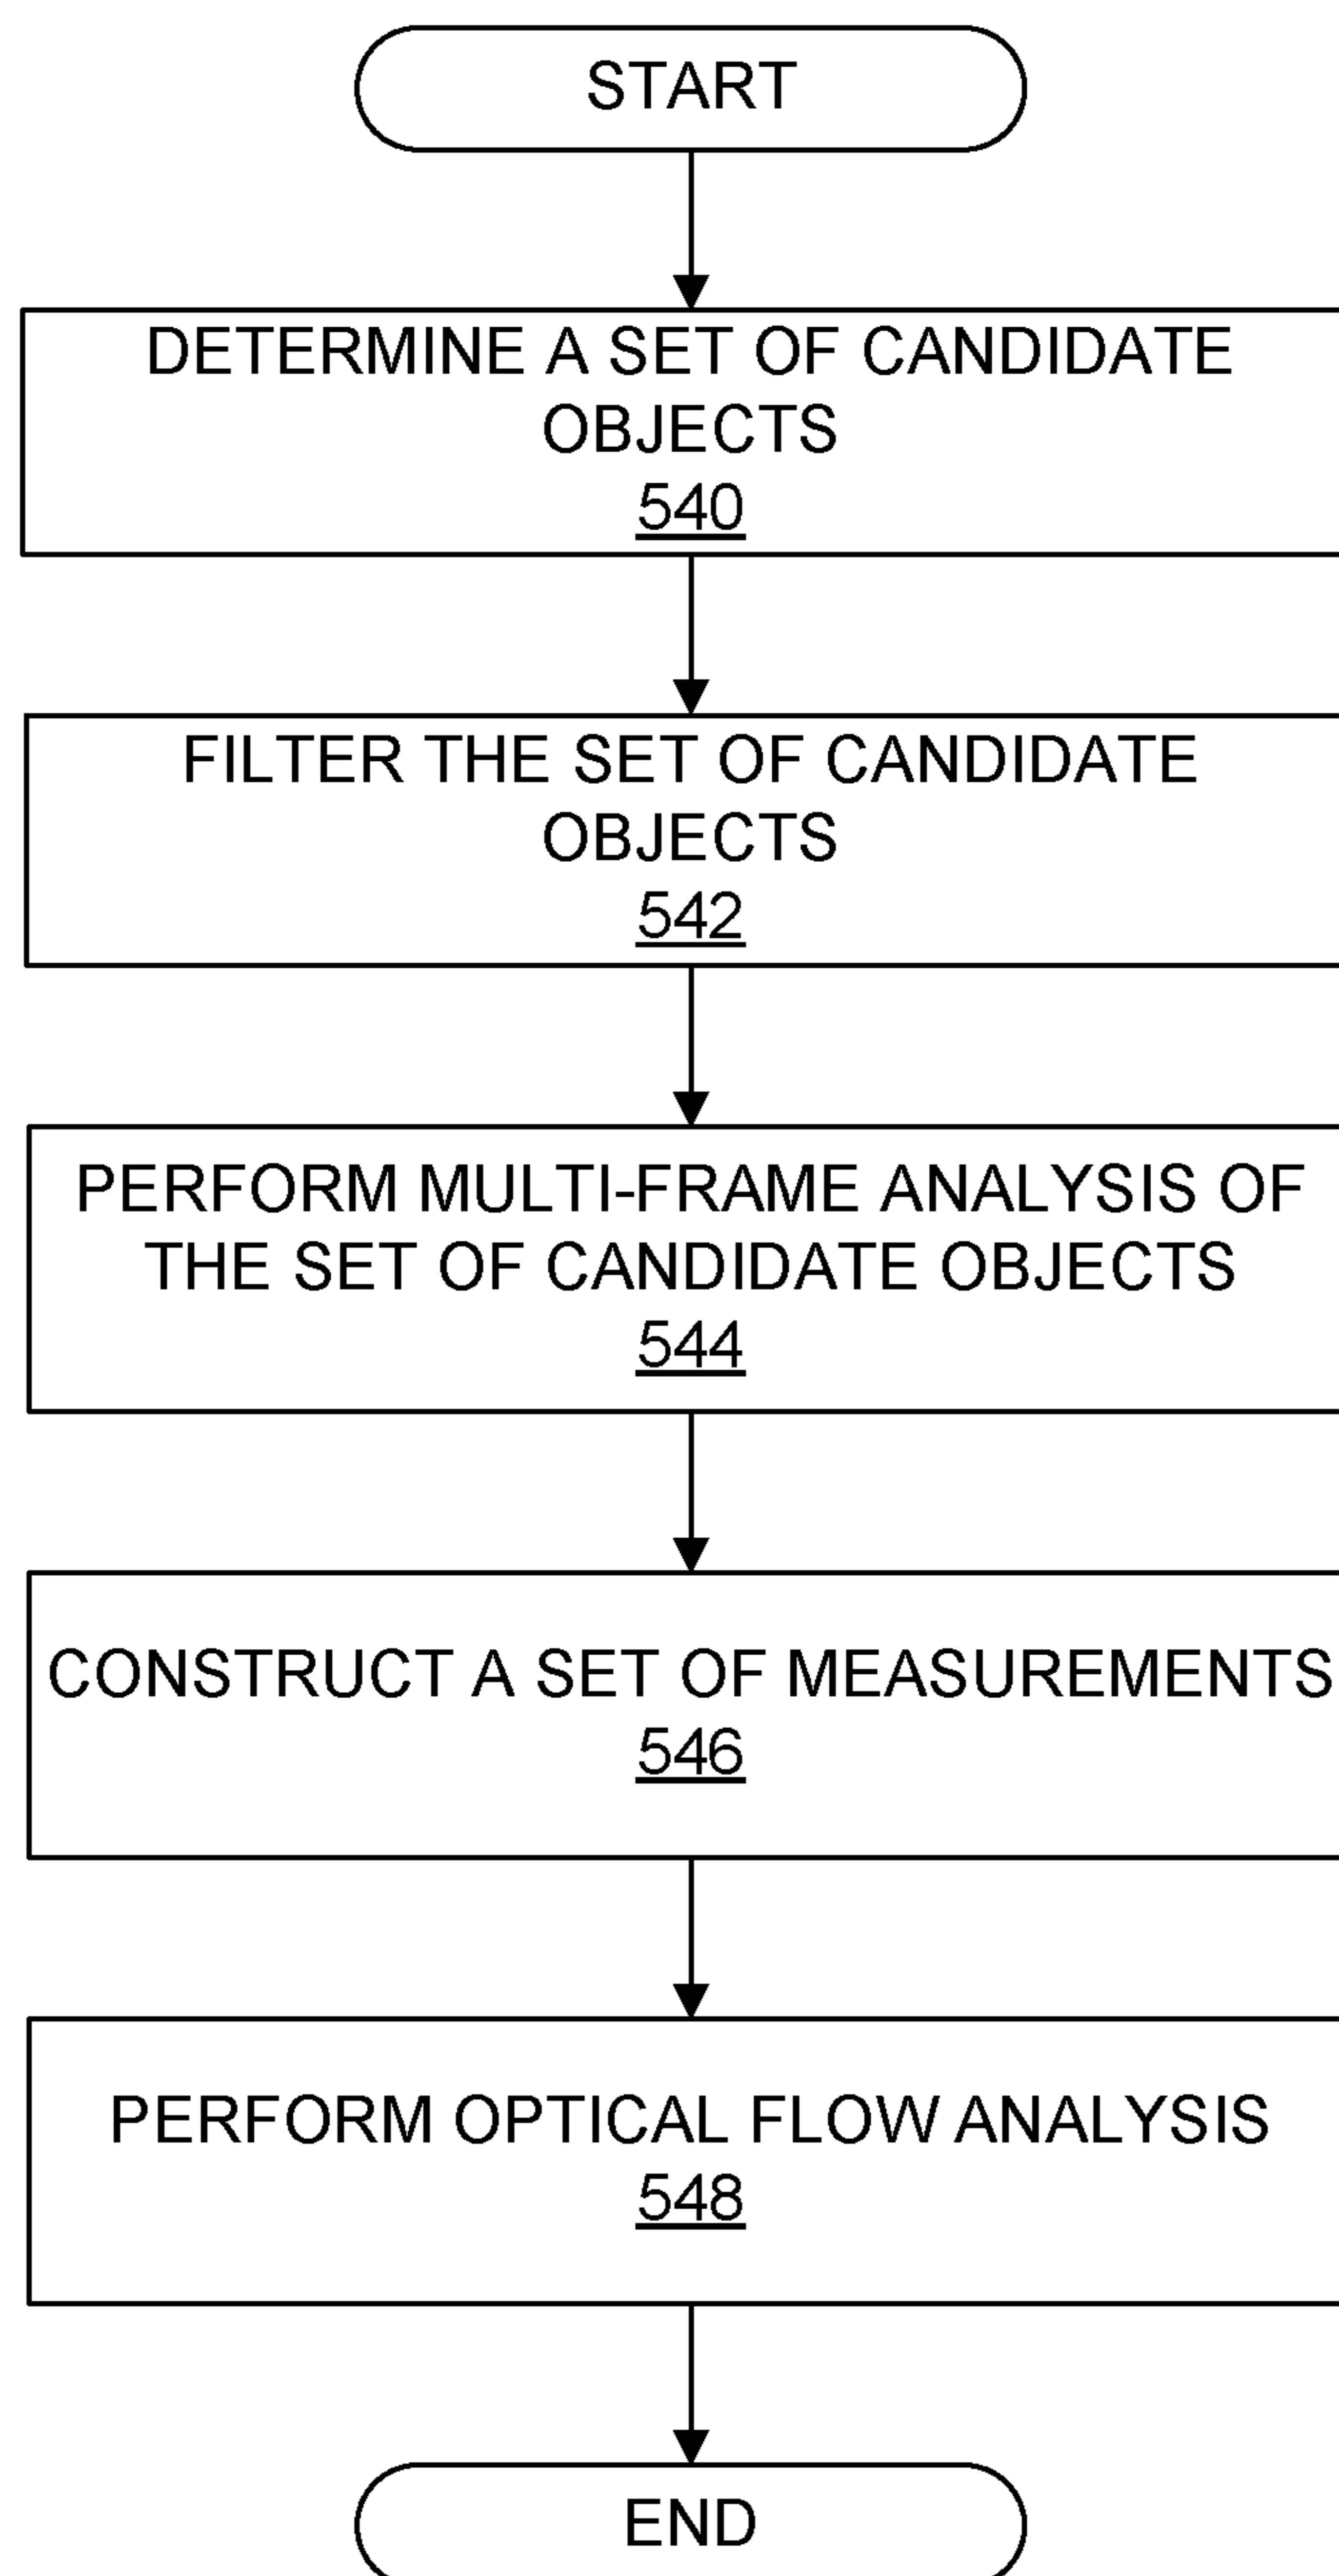 START
DETERMINE A SET OF CANDIDATE
OBJECTS
540
FILTER THE SET OF CANDIDATE
OBJECTS
542
PERFORM MULTI-FRAME ANALYSIS OF
THE SET OF CANDIDATE OBJECTS
544
CONSTRUCT A SET OF MEASUREMENTS
546
PERFORM OPTICAL FLOW ANALYSIS
548
END